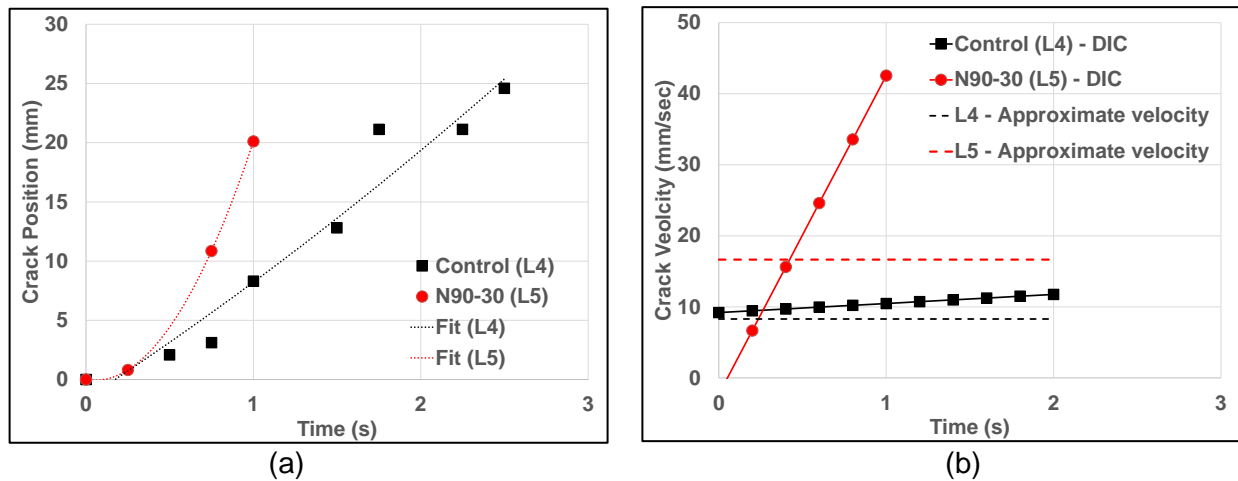 30
25
20
15
10
5
0
Crack Position (mm)
Control (L4)
N90-30 (L5)
Fit (L4)
Fit (L5)
0 1 2 3
Time (s)
(a)
50
40
30
20
10
0
Crack Veolcity (mm/sec)
Control (L4) - DIC
N90-30 (L5) - DIC
L4 - Approximate velocity
L5 - Approximate velocity
0 1 2 3
Time (s)
(b)